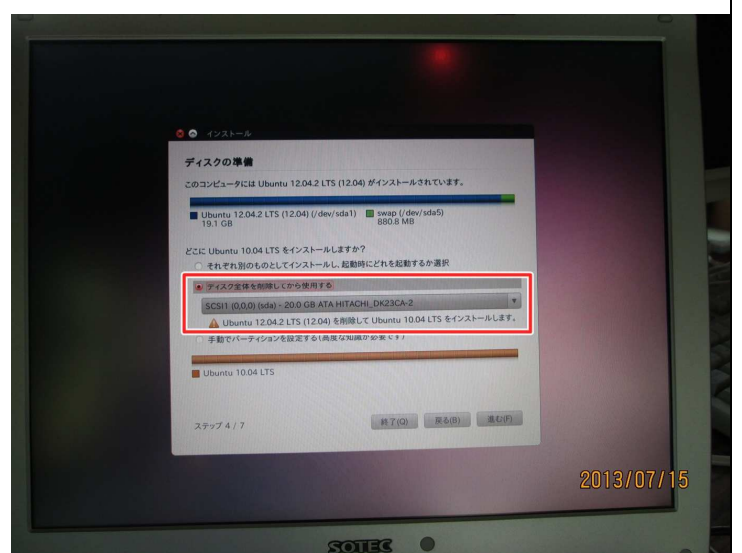 インストール
ディスクの準備
このコンピュータには Ubuntu 12.04.2 LTS (12.04) がインストールされています。
Ubuntu 12.04.2 LTS (12.04) (/dev/sda1)
19.1 GB
swap (/dev/sda5)
880.8 MB
どこに Ubuntu 10.04 LTS をインストールしますか?
それぞれ別のものとしてインストールし、起動時にどれを起動するか選択
ディスク全体を削除してから使用する
SCSI1 (0,0,0) (sda) - 20.0 GB ATA HITACHI_DK23CA-2
Ubuntu 12.04.2 LTS (12.04) を削除して Ubuntu 10.04 LTS をインストールします。
手動でパーティションを設定する(高度な知識が必要です)
Ubuntu 10.04 LTS
ステップ 4 / 7
終了(Q)
戻る(B)
進む(F)
2013/07/15
SOTEC